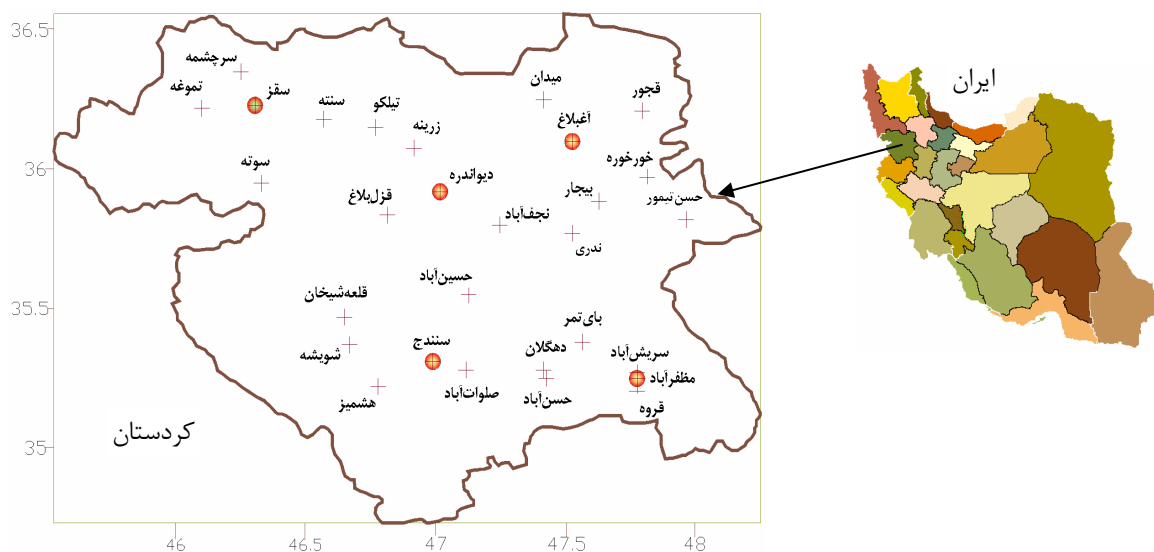 36.5
سرچشمه
تموغه
سقز
سنته
تیلکو
زرینه
میدان
آغبلاغ
قجور
36
سوته
دیواندره
قزل‌بلاغ
نجف‌آباد
بیجار
خورخوره
حسن‌تیمور
ندری
حسین‌آباد
35.5
قلعه‌شیخان
شویشه
سنندج
هشمیز
صلوات‌آباد
دهگلان
حسن‌آباد
بای‌تمر
سریش‌آباد
مظفرآباد
قروه
35
کردستان
46
46.5
47
47.5
48
ایران